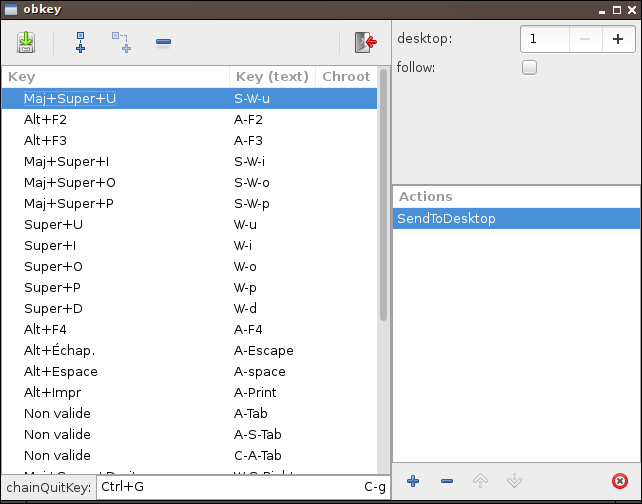 obkey
desktop: 1
follow:
Key Key (text) Chroot
Maj+Super+U S-W-u
Alt+F2 A-F2
Alt+F3 A-F3
Maj+Super+I S-W-i
Maj+Super+O S-W-o
Maj+Super+P S-W-p
Super+U W-u
Super+I W-i
Super+O W-o
Super+P W-p
Super+D W-d
Alt+F4 A-F4
Alt+Échap. A-Escape
Alt+Espace A-space
Alt+Impr A-Print
Non valide A-Tab
Non valide A-S-Tab
Non valide C-A-Tab
chainQuitKey: Ctrl+G C-g
Actions
SendToDesktop